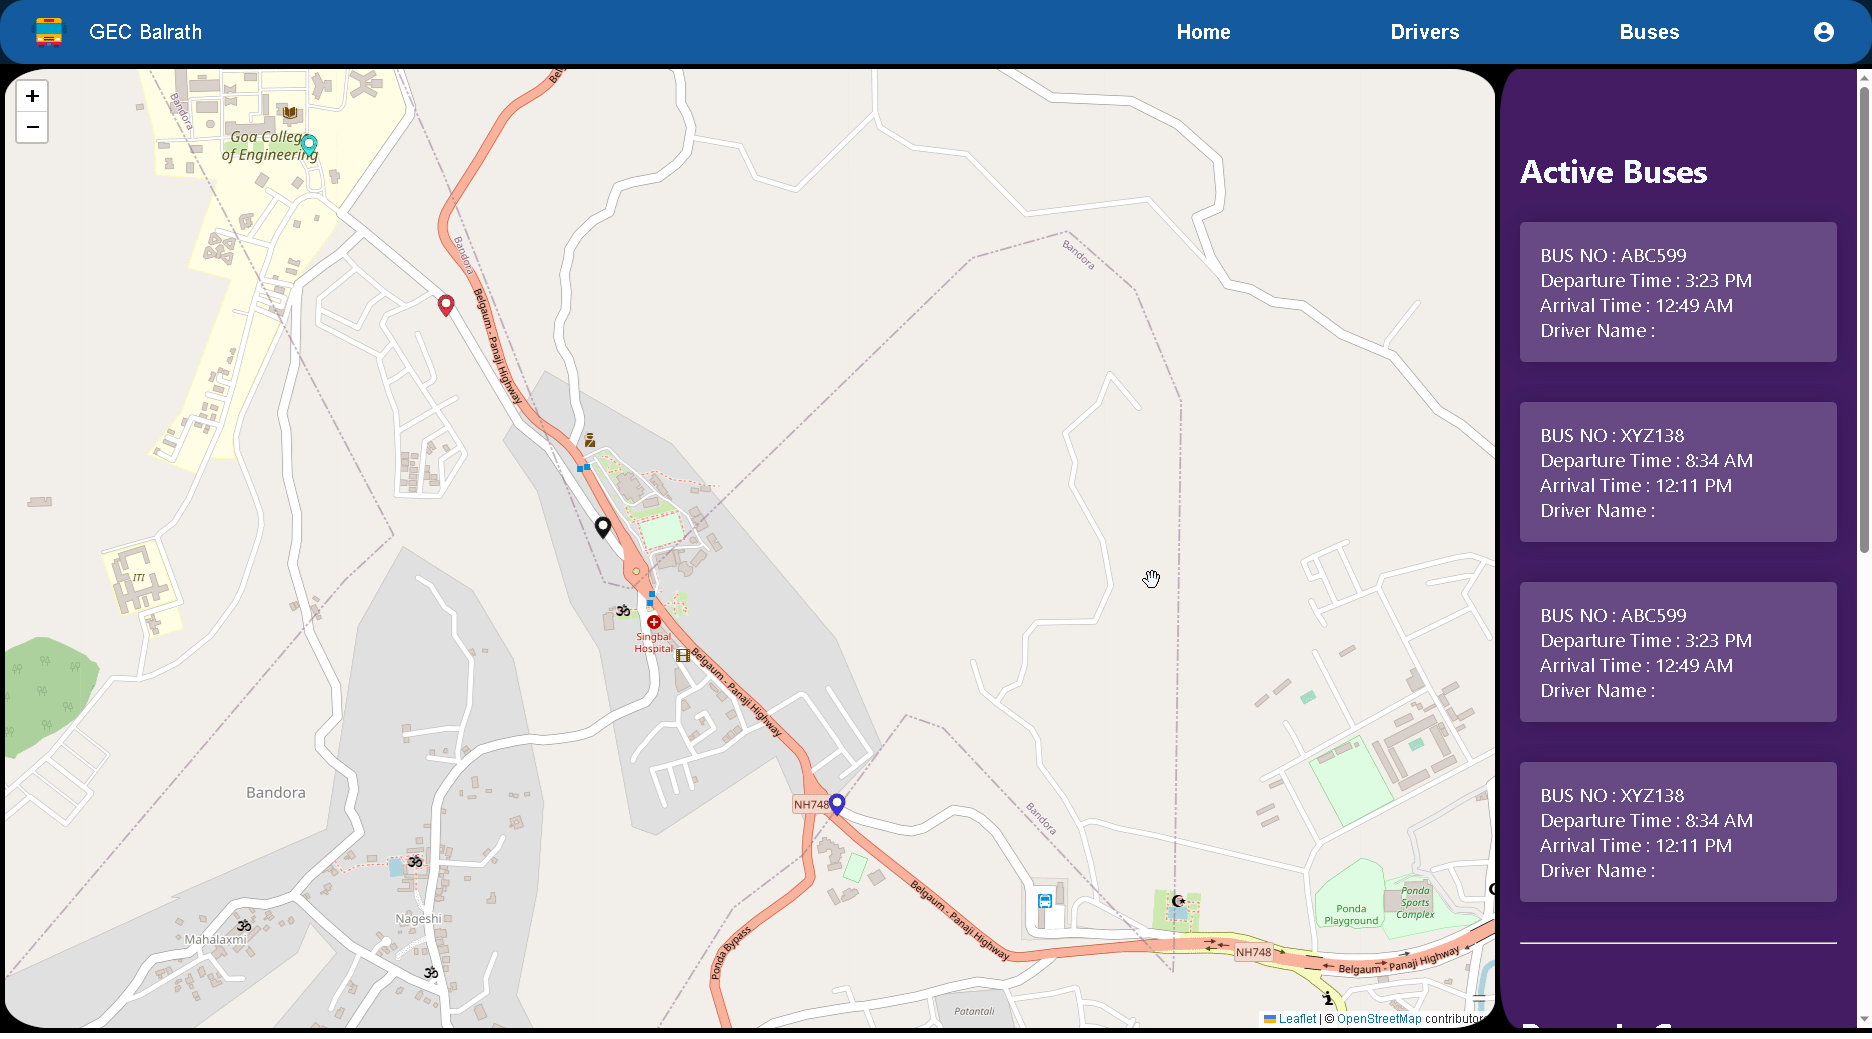 GEC Balrath
Home
Drivers
Buses
+
−
Bandora
Goa College
of Engineering
Bandora
Bandora
Belgaum - Panaji Highway
ITI
Singbal
Hospital
Belgaum - Panaji Highway
Bandora
NH748
Bandora
Belgaum - Panaji Highway
Nageshi
Mahalaxmi
Ponda Bypass
Ponda
Playground
Ponda
Sports
Complex
NH748
Belgaum - Panaji Highway
Patantali
Leaflet | © OpenStreetMap contributors
Active Buses
BUS NO : ABC599
Departure Time : 3:23 PM
Arrival Time : 12:49 AM
Driver Name :
BUS NO : XYZ138
Departure Time : 8:34 AM
Arrival Time : 12:11 PM
Driver Name :
BUS NO : ABC599
Departure Time : 3:23 PM
Arrival Time : 12:49 AM
Driver Name :
BUS NO : XYZ138
Departure Time : 8:34 AM
Arrival Time : 12:11 PM
Driver Name :